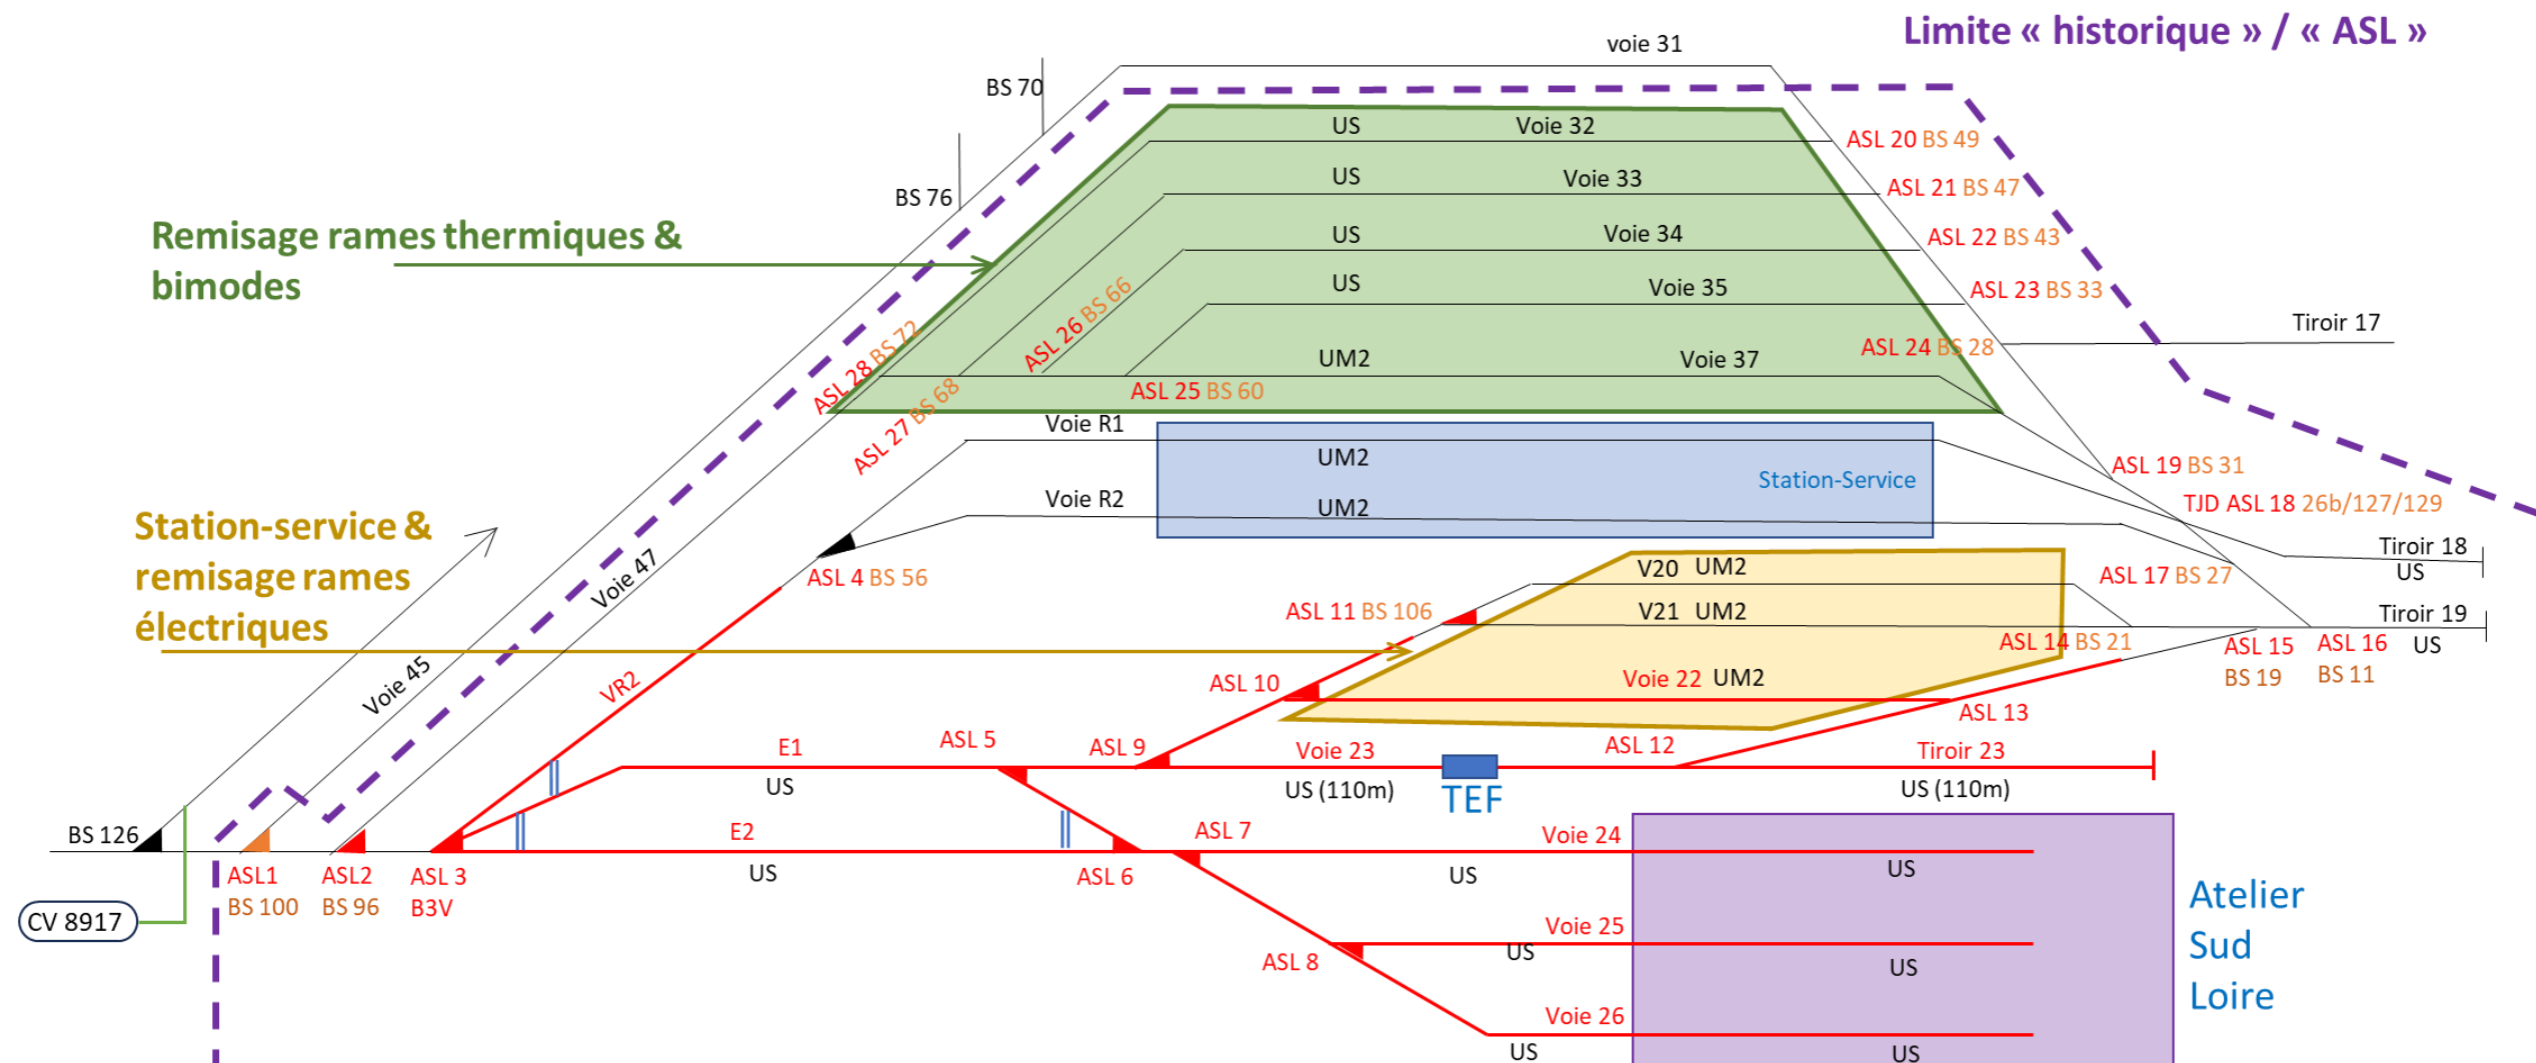 Limite « historique » / « ASL »
voie 31
BS 70
US
Voie 32
ASL 20 BS 49
US
Voie 33
ASL 21 BS 47
BS 76
Remisage rames thermiques &
bimodes
US
Voie 34
ASL 22 BS 43
US
Voie 35
ASL 23 BS 33
Tiroir 17
ASL 26 BS 66
ASL 28 BS 72
UM2
Voie 37
ASL 24 BS 28
ASL 25 BS 60
ASL 27 BS 68
Voie R1
UM2
Station-Service
ASL 19 BS 31
Voie R2
UM2
TJD ASL 18 26b/127/129
Station-service &
remisage rames
électriques
Tiroir 18
US
Voie 47
ASL 4 BS 56
V20 UM2
ASL 17 BS 27
ASL 11 BS 106
V21 UM2
Tiroir 19
US
ASL 14 BS 21
ASL 15
BS 19
ASL 16
BS 11
Voie 45
VR2
ASL 10
Voie 22 UM2
ASL 13
E1
US
ASL 5
ASL 9
Voie 23
US (110m)
TEF
ASL 12
Tiroir 23
US (110m)
BS 126
E2
US
ASL 7
Voie 24
US
US
ASL1
BS 100
ASL2
BS 96
ASL 3
B3V
ASL 6
CV 8917
Voie 25
US
US
ASL 8
Atelier
Sud
Loire
Voie 26
US
US